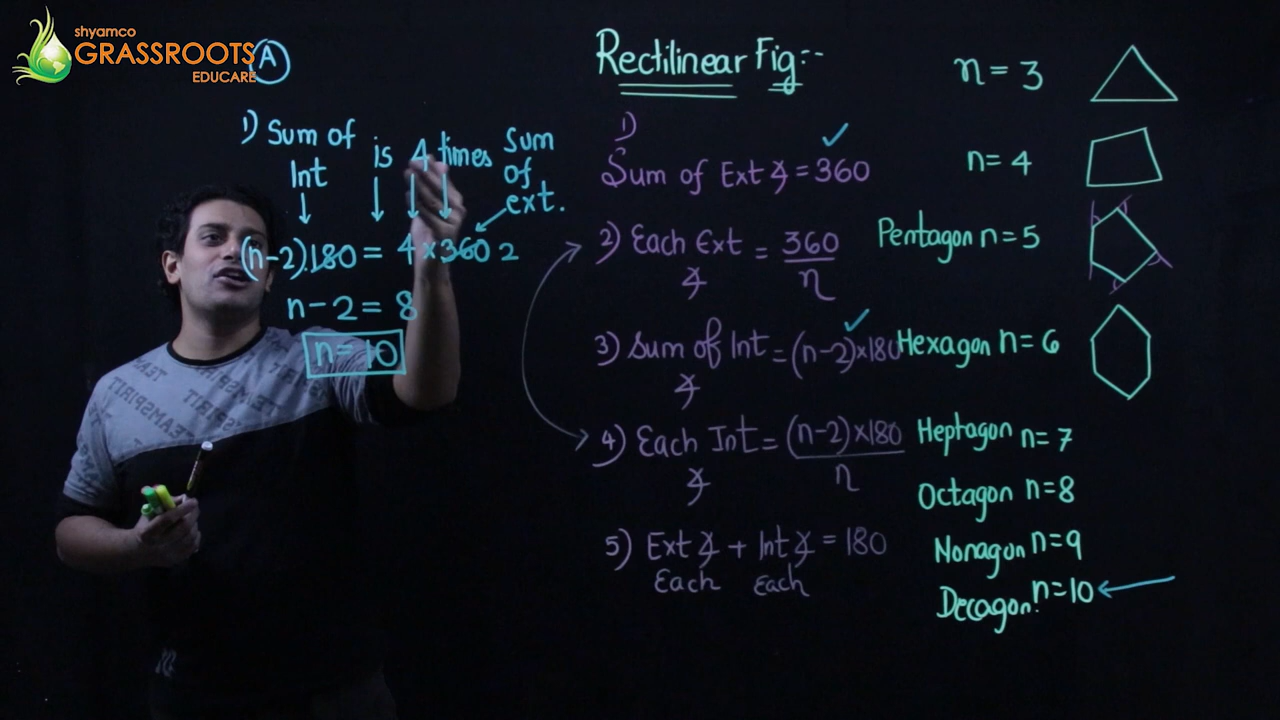 shyamco
GRASSROOTS
EDUCARE
A
1) Sum of Int is 4 times Sum of ext.
(n-2).180 = 4×360 2
n-2 = 8
n=10
Rectilinear Fig:-
1)
Sum of Ext ∡ = 360
2) Each Ext ∡ = 360/n
3) Sum of Int ∡ = (n-2)×180
4) Each Int ∡ = (n-2)×180/n
5) Ext ∡ + Int ∡ = 180
Each Each
n = 3
n= 4
Pentagon n=5
Hexagon n= 6
Heptagon n= 7
Octagon n=8
Nonagon n=9
Decagon: n=10
TEAMSPIRIT